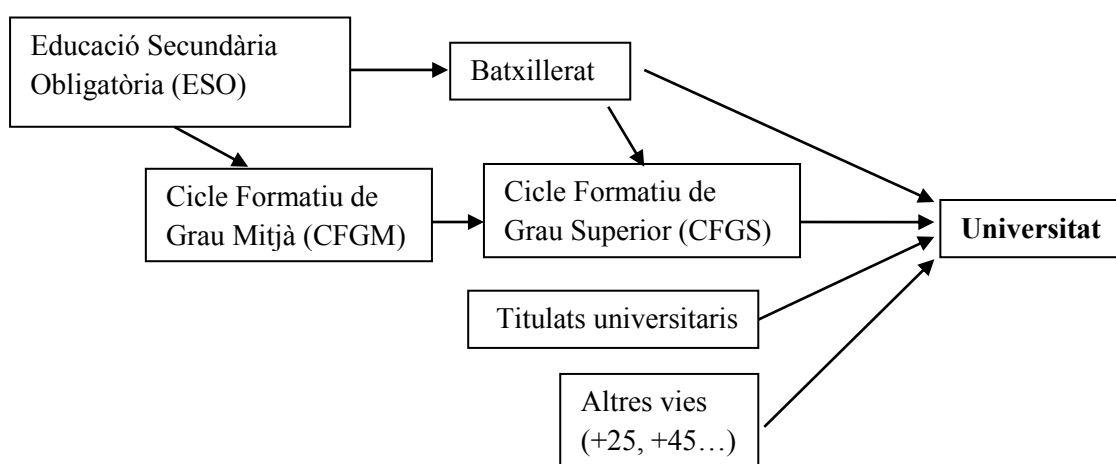 Educació Secundària
Obligatòria (ESO)
Batxillerat
Cicle Formatiu de
Grau Mitjà (CFGM)
Cicle Formatiu de
Grau Superior (CFGS)
Universitat
Titulats universitaris
Altres vies
(+25, +45…)